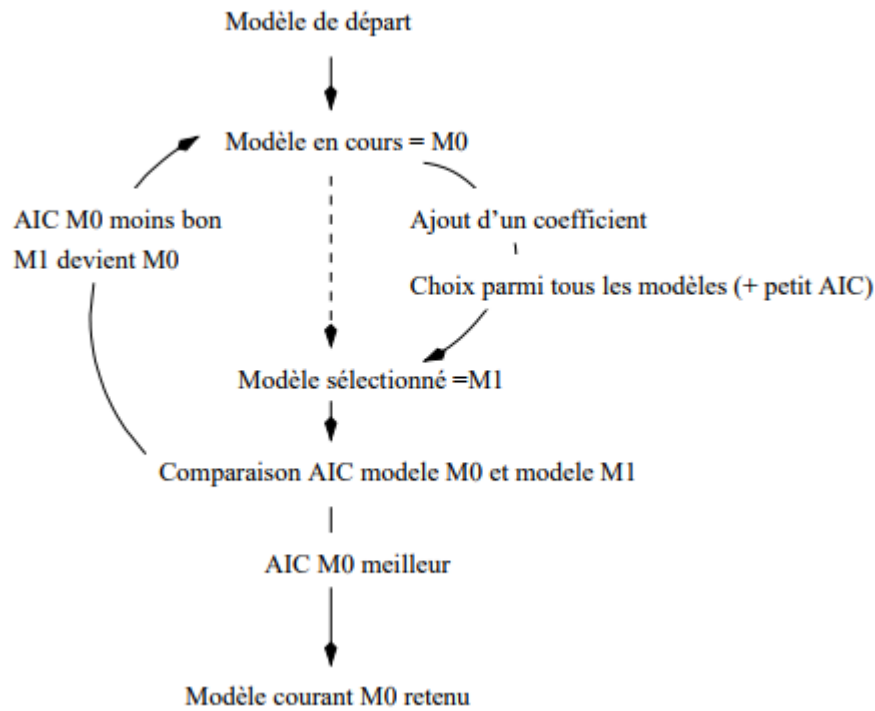 Modèle de départ
Modèle en cours = M0
AIC M0 moins bon
M1 devient M0
Ajout d'un coefficient
Choix parmi tous les modèles (+ petit AIC)
Modèle sélectionné =M1
Comparaison AIC modele M0 et modele M1
AIC M0 meilleur
Modèle courant M0 retenu